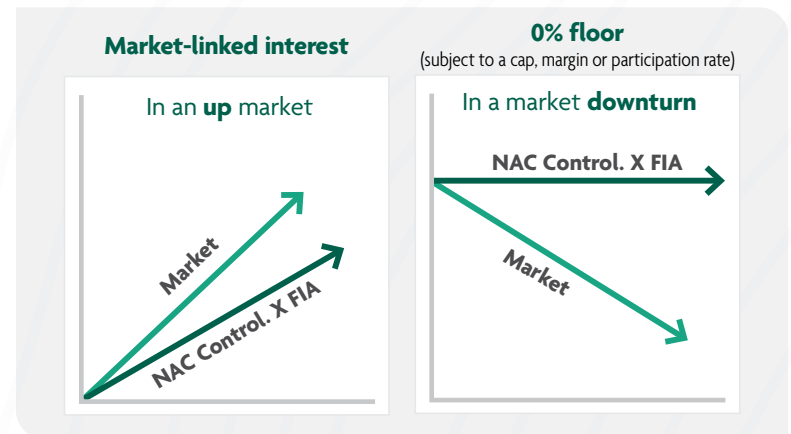 Market-linked interest
In an up market
Market
NAC Control. X FIA
0% floor
(subject to a cap, margin or participation rate)
In a market downturn
NAC Control. X FIA
Market